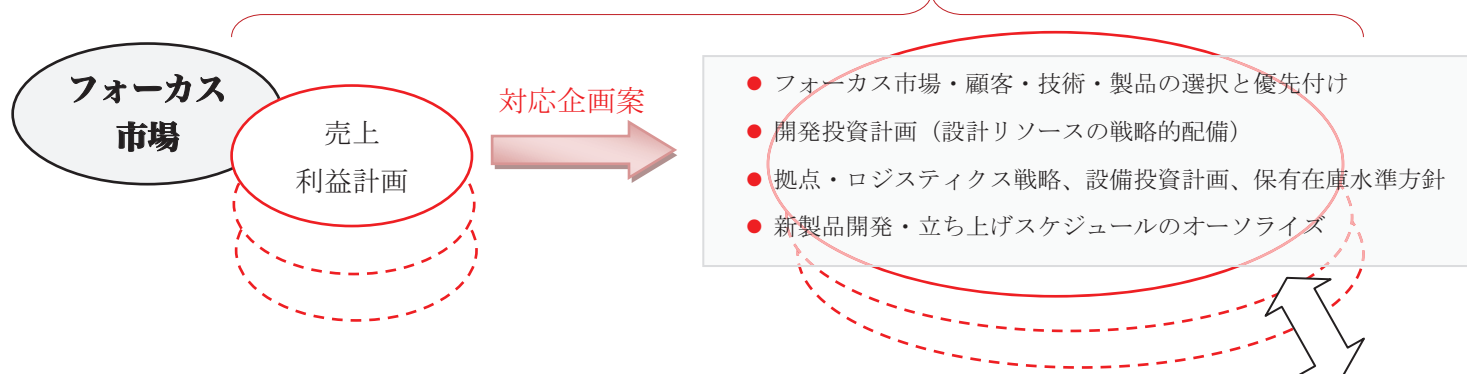 フォーカス
市場
売上
利益計画
対応企画案
フォーカス市場・顧客・技術・製品の選択と優先付け
開発投資計画（設計リソースの戦略的配備）
拠点・ロジスティクス戦略、設備投資計画、保有在庫水準方針
新製品開発・立ち上げスケジュールのオーソライズ